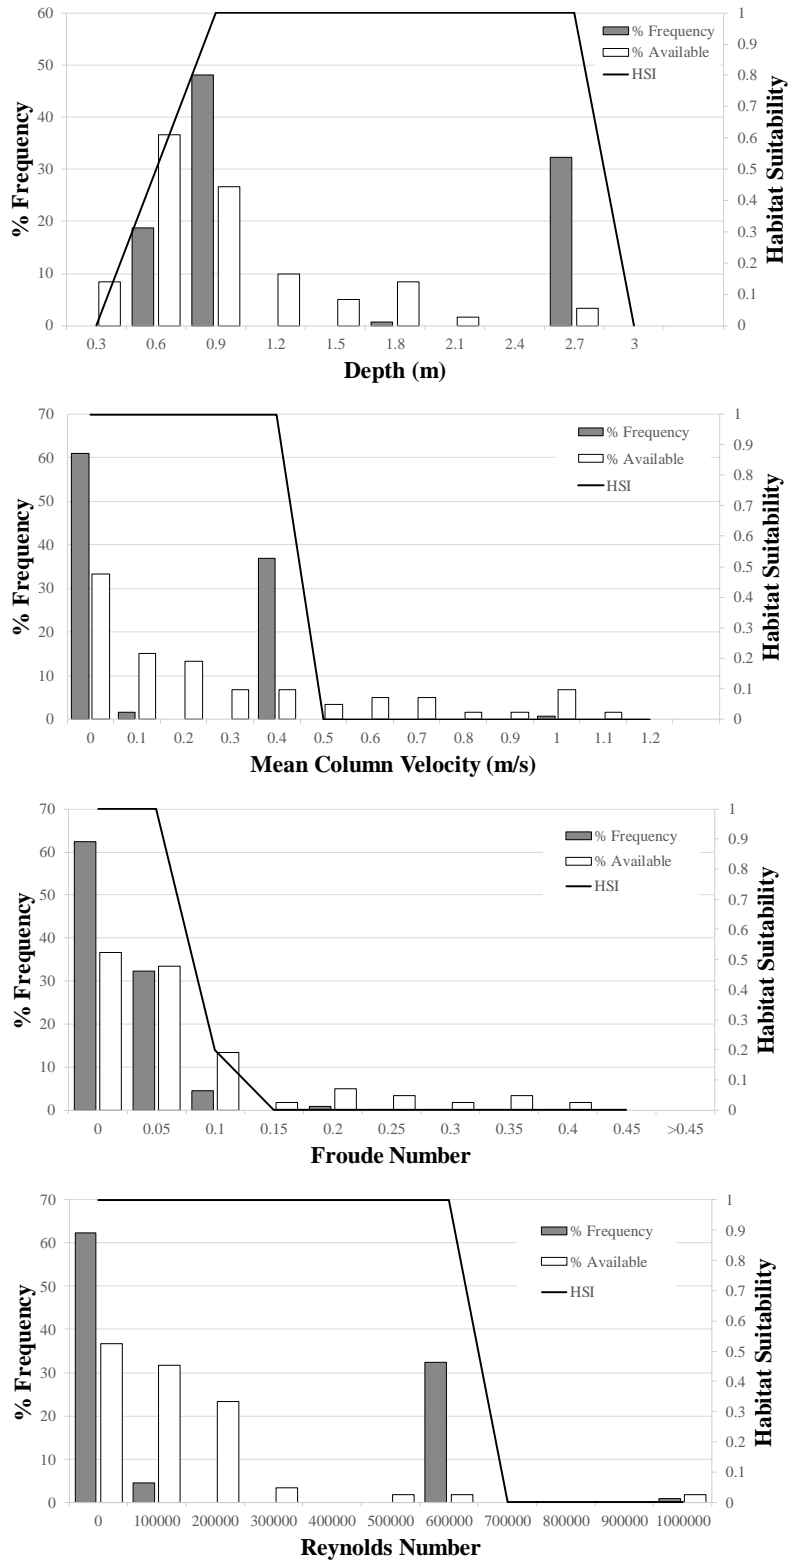 60
50
40
30
20
10
0
% Frequency
1
0.9
0.8
0.7
0.6
0.5
0.4
0.3
0.2
0.1
0
Habitat Suitability
% Frequency
% Available
HSI
0.3 0.6 0.9 1.2 1.5 1.8 2.1 2.4 2.7 3
Depth (m)
70
60
50
40
30
20
10
0
% Frequency
1
0.9
0.8
0.7
0.6
0.5
0.4
0.3
0.2
0.1
0
Habitat Suitability
% Frequency
% Available
HSI
0 0.1 0.2 0.3 0.4 0.5 0.6 0.7 0.8 0.9 1 1.1 1.2
Mean Column Velocity (m/s)
70
60
50
40
30
20
10
0
% Frequency
1
0.9
0.8
0.7
0.6
0.5
0.4
0.3
0.2
0.1
0
Habitat Suitability
% Frequency
% Available
HSI
0 0.05 0.1 0.15 0.2 0.25 0.3 0.35 0.4 0.45 >0.45
Froude Number
70
60
50
40
30
20
10
0
% Frequency
1
0.9
0.8
0.7
0.6
0.5
0.4
0.3
0.2
0.1
0
Habitat Suitability
% Frequency
% Available
HSI
0 100000 200000 300000 400000 500000 600000 700000 800000 900000 1000000
Reynolds Number